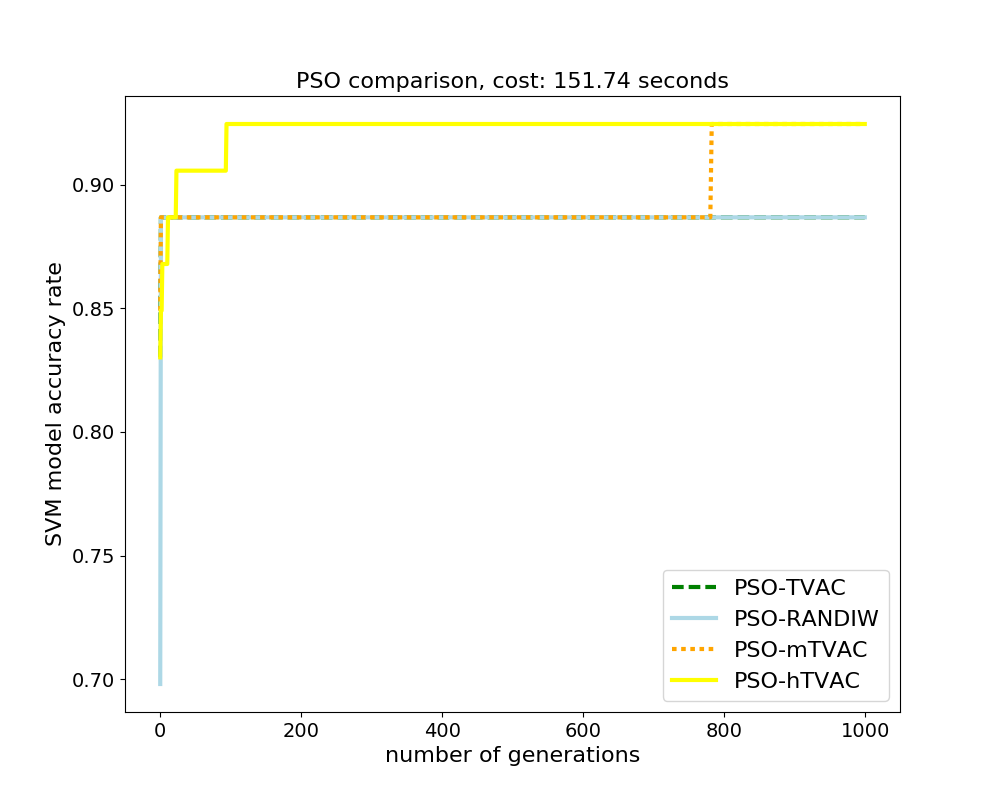 PSO comparison, cost: 151.74 seconds
SVM model accuracy rate
0.90
0.85
0.80
0.75
0.70
0 200 400 600 800 1000
number of generations
PSO-TVAC
PSO-RANDIW
PSO-mTVAC
PSO-hTVAC